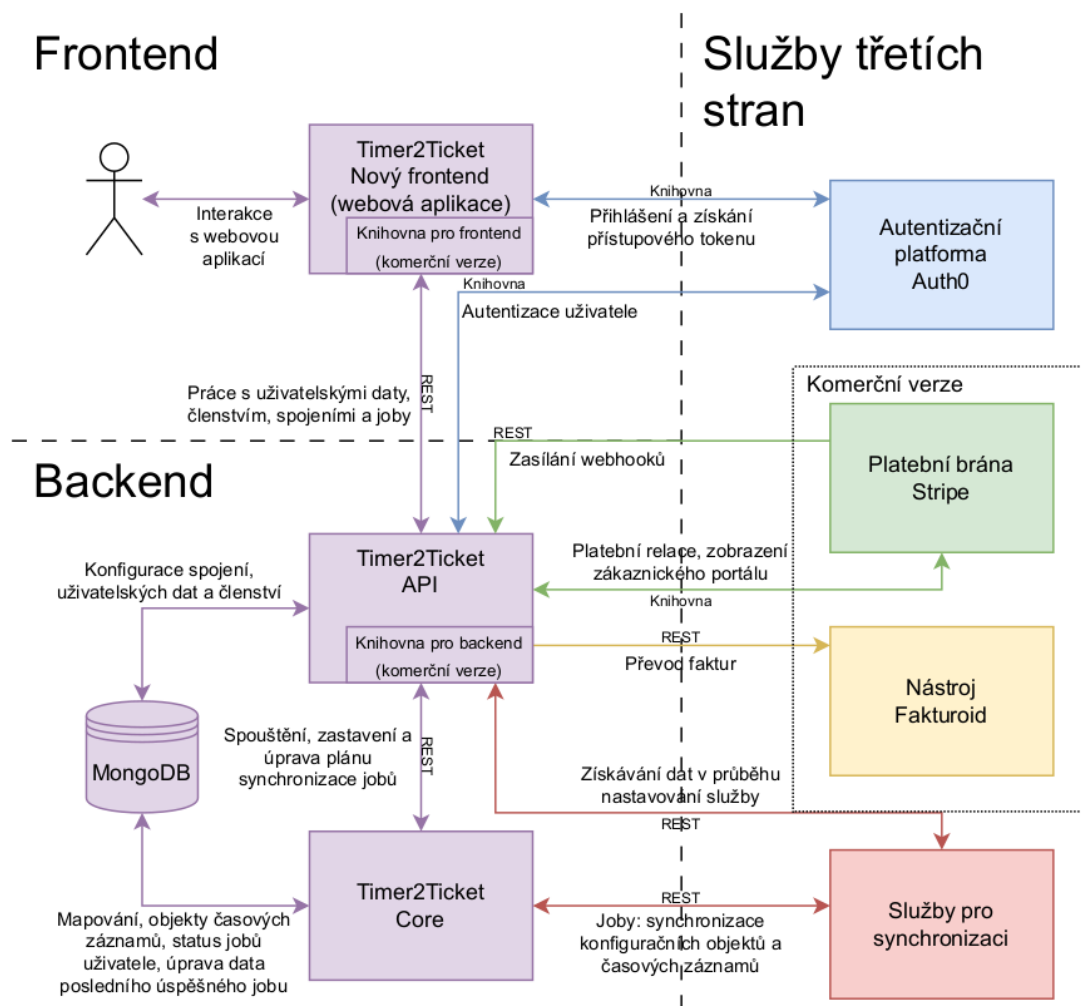 Frontend
Služby třetích
stran
Timer2Ticket
Nový frontend
(webová aplikace)
Knihovna pro frontend
(komerční verze)
Interakce
s webovou
aplikací
Knihovna
Přihlášení a získání
přístupového tokenu
Autentizační
platforma
Auth0
Knihovna
Autentizace uživatele
Práce s uživatelskými daty,
členstvím, spojeními a joby
REST
Komerční verze
Backend
REST
Zasílání webhooků
Platební brána
Stripe
Timer2Ticket
API
Knihovna pro backend
(komerční verze)
Konfigurace spojení,
uživatelských dat a členství
Platební relace, zobrazení
zákaznického portálu
Knihovna
REST
Převod faktur
Nástroj
Fakturoid
MongoDB
Spouštění, zastavení a
úprava plánu
synchronizace jobů
REST
Získávání dat v průběhu
nastavování služby
REST
Timer2Ticket
Core
Mapování, objekty časových
záznamů, status jobů
uživatele, úprava data
posledního úspěšného jobu
REST
Joby: synchronizace
konfiguračních objektů a
časových záznamů
Služby pro
synchronizaci